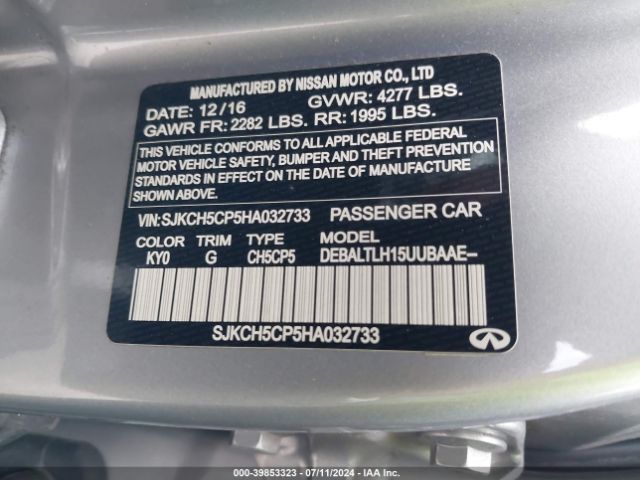 MANUFACTURED BY NISSAN MOTOR CO., LTD
DATE: 12/16 GVWR: 4277 LBS.
GAWR FR: 2282 LBS. RR: 1995 LBS.
THIS VEHICLE CONFORMS TO ALL APPLICABLE FEDERAL
MOTOR VEHICLE SAFETY, BUMPER AND THEFT PREVENTION
STANDARDS IN EFFECT ON THE DATE OF MANUFACTURE
SHOWN ABOVE.
VIN: SJKCH5CP5HA032733 PASSENGER CAR
COLOR TRIM TYPE MODEL
KY0 G CH5CP5 DEBALTLH15UUBAAE-
SJKCH5CP5HA032733
000-39853323 - 07/11/2024 - IAA Inc.